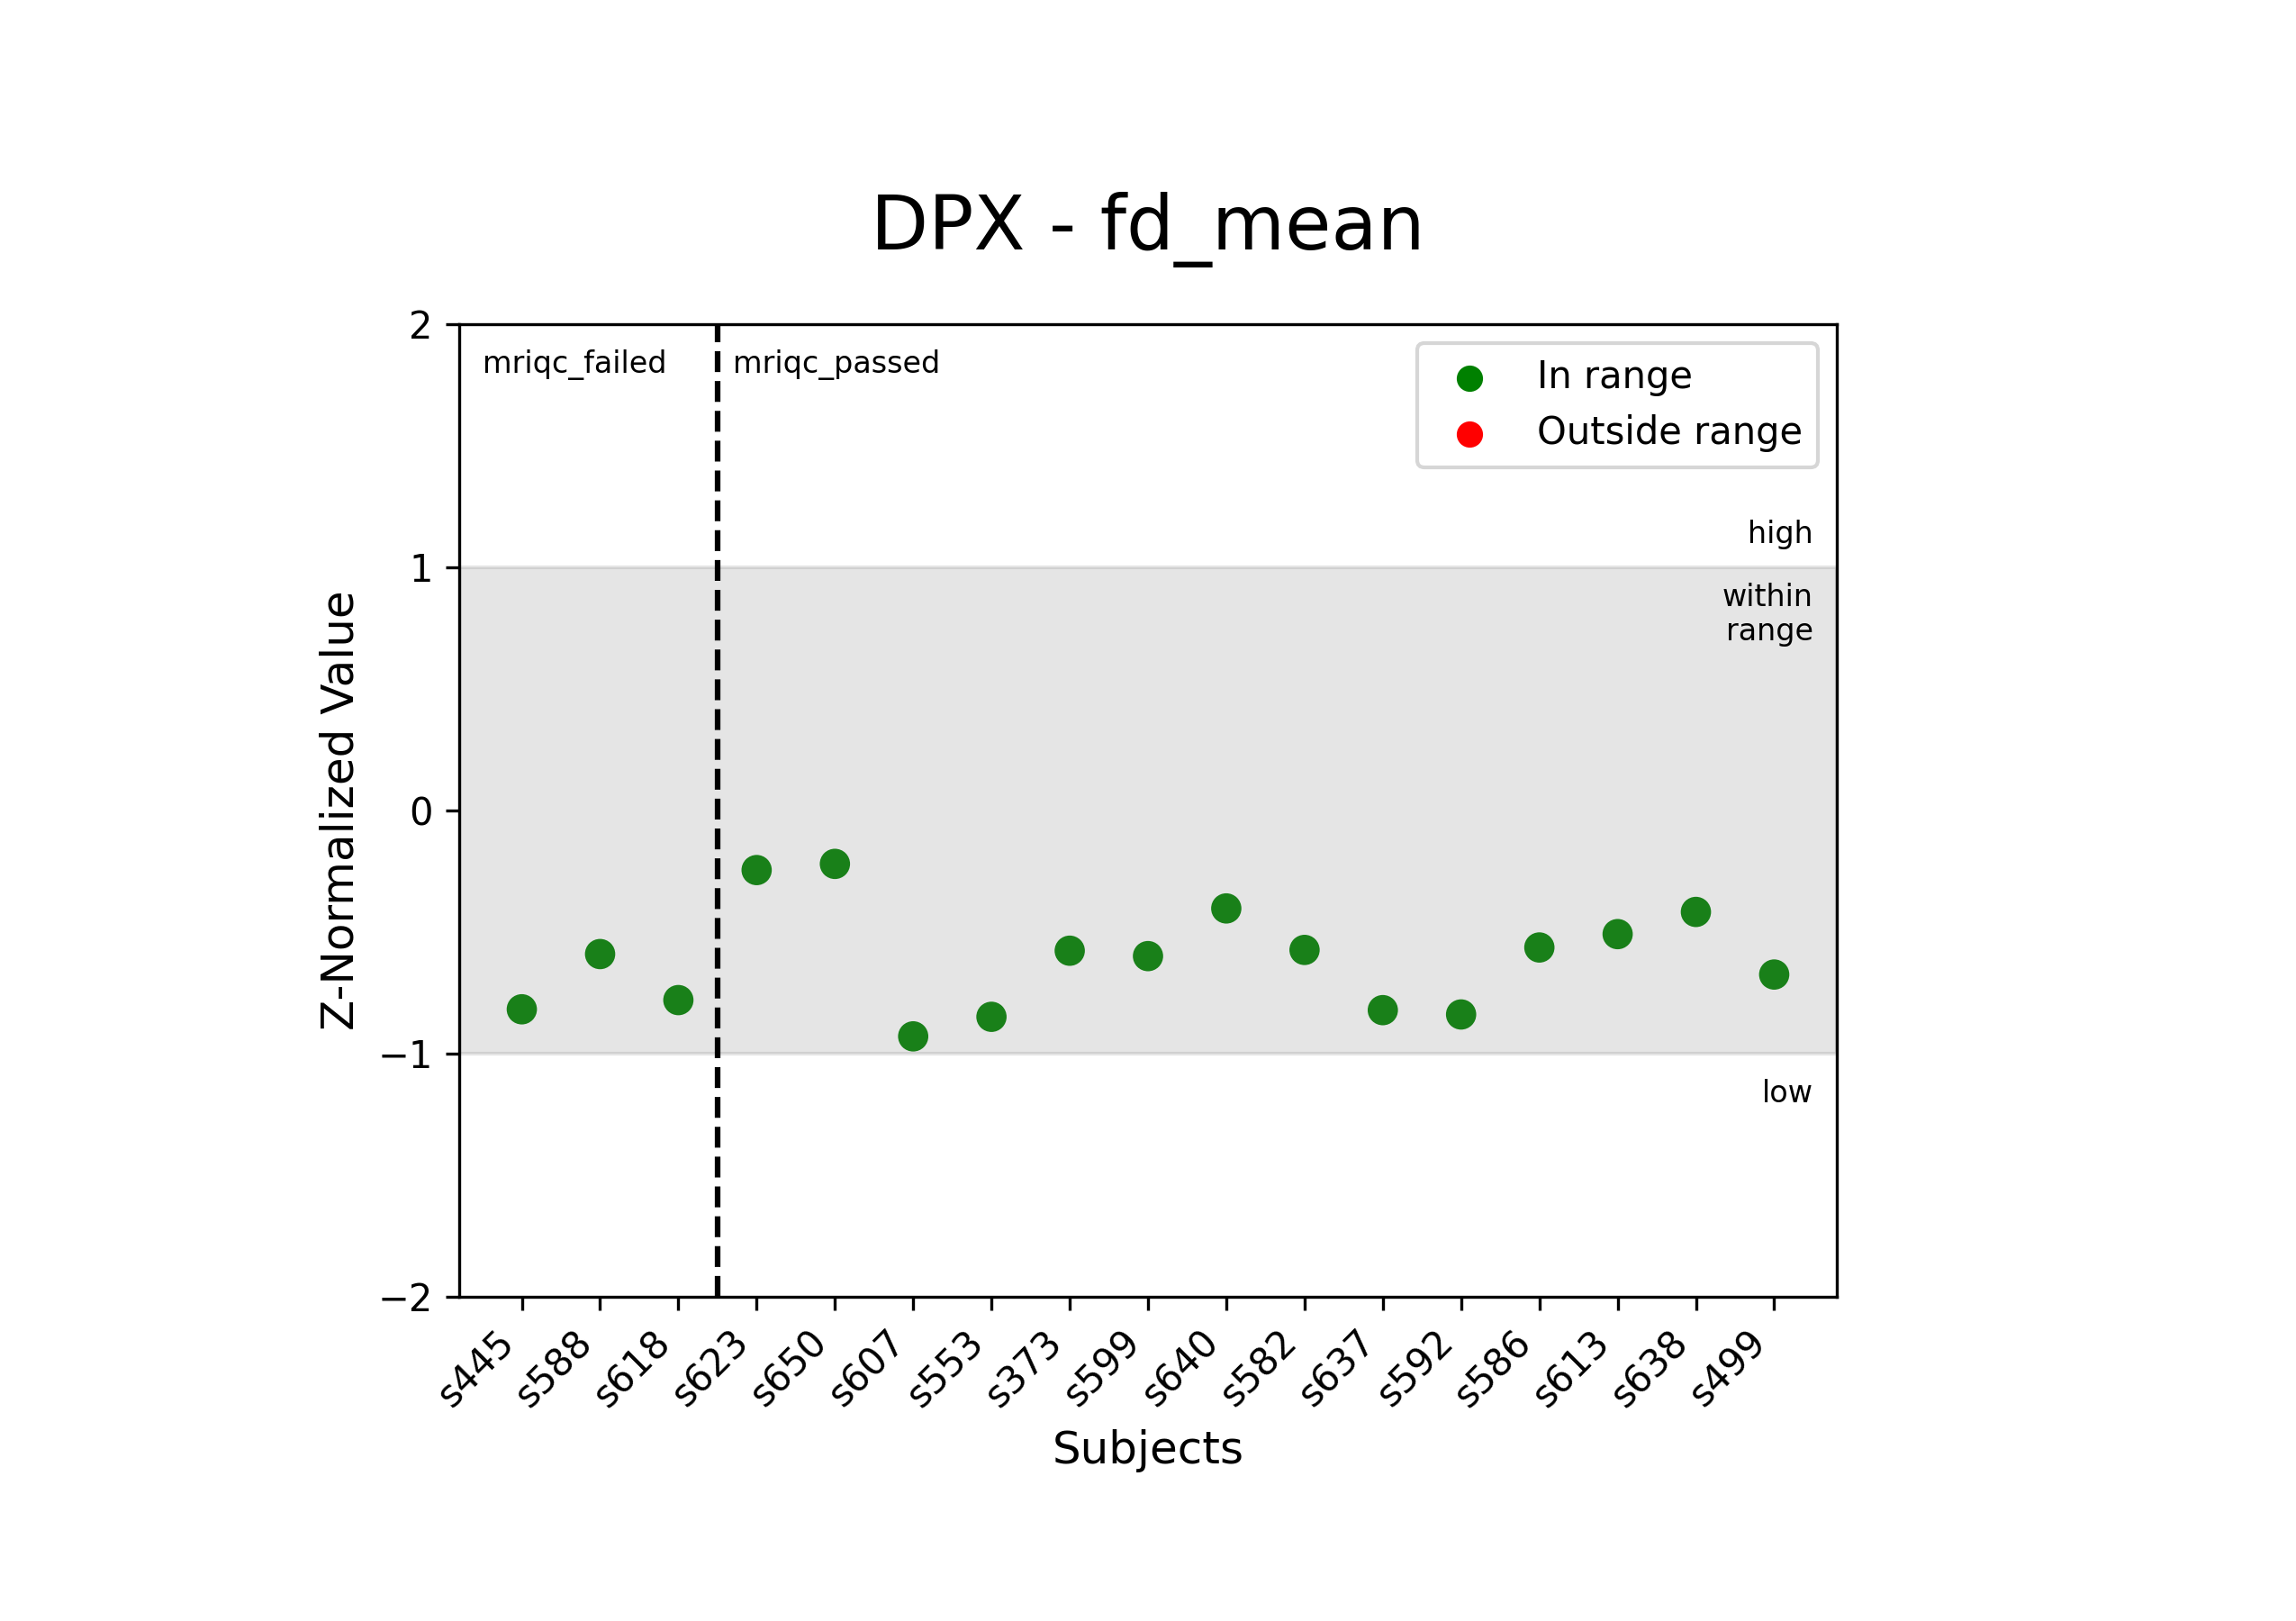 DPX - fd_mean
2
mriqc_failed
mriqc_passed
In range
Outside range
high
1
within
range
Z-Normalized Value
0
−1
low
−2
s445
s588
s618
s623
s650
s607
s553
s373
s599
s640
s582
s637
s592
s586
s613
s638
s499
Subjects